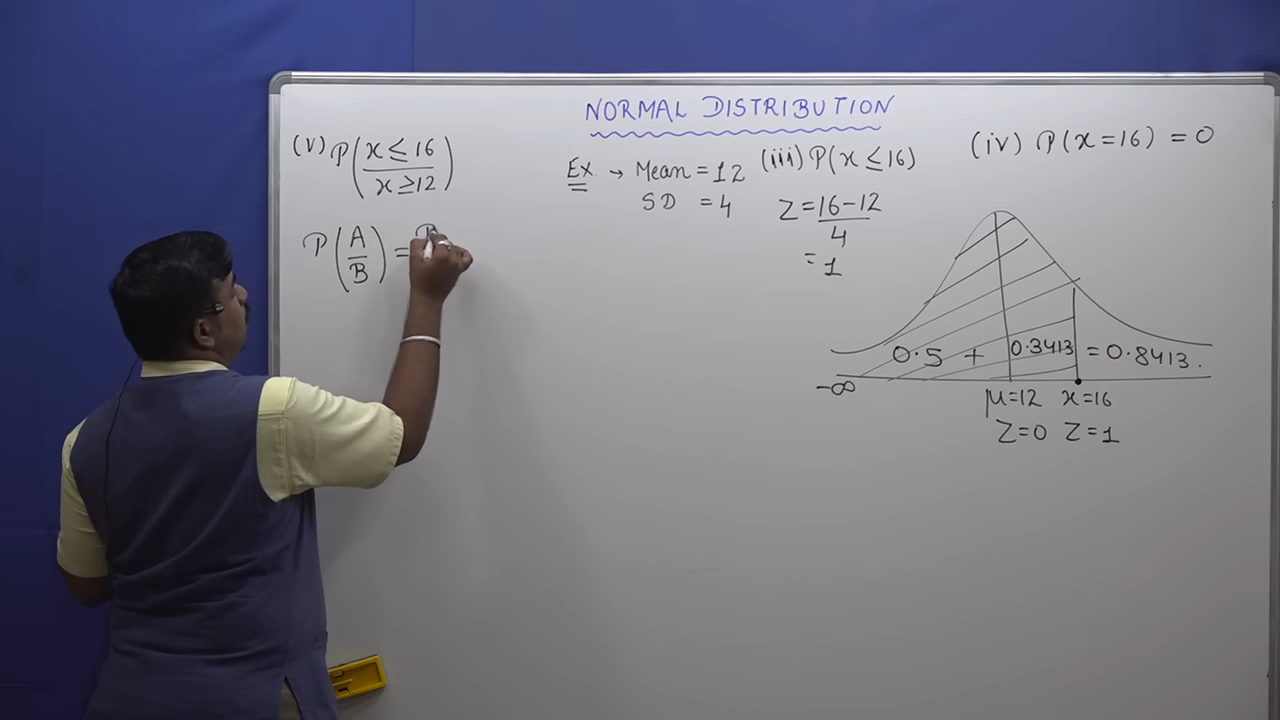 NORMAL DISTRIBUTION
(v) P(x ≤ 16 / x ≥ 12)
P(A / B) = P
Ex. → Mean = 12
SD = 4
(iii) P(x ≤ 16)
Z = 16-12 / 4
= 1
(iv) P(x = 16) = 0
0.5 + 0.3413 = 0.8413.
-∞
μ=12 x=16
Z=0 Z=1